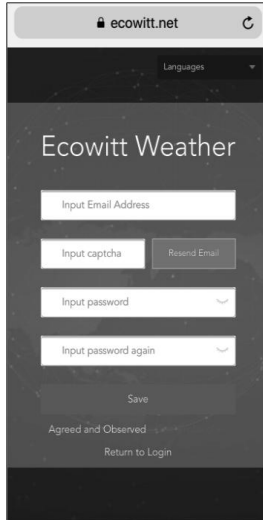 ecowitt.net
Languages
Ecowitt Weather
Input Email Address
Input captcha Resend Email
Input password
Input password again
Save
Agreed and Observed
Return to Login